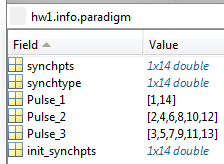 hw1.info.paradigm
Field Value
synchpts 1x14 double
synchtype 1x14 double
Pulse_1 [1,14]
Pulse_2 [2,4,6,8,10,12]
Pulse_3 [3,5,7,9,11,13]
init_synchpts 1x14 double